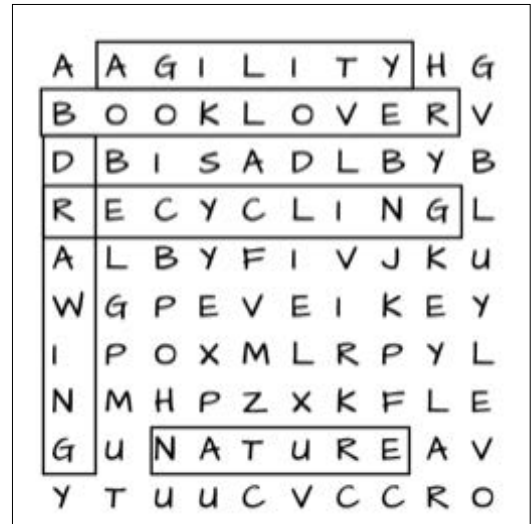 A A G I L I T Y H G
B O O K L O V E R V
D B I S A D L B Y B
R E C Y C L I N G L
A L B Y F I V J K U
W G P E V E I K E Y
I P O X M L R P Y L
N M H P Z X K F L E
G U N A T U R E A V
Y T U U C V C C R O